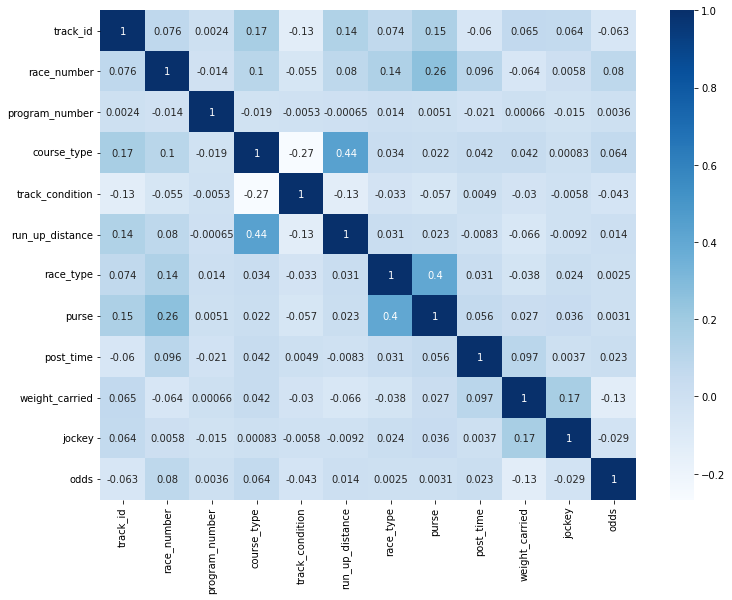 track_id 1 0.076 0.0024 0.17 -0.13 0.14 0.074 0.15 -0.06 0.065 0.064 -0.063
race_number 0.076 1 -0.014 0.1 -0.055 0.08 0.14 0.26 0.096 -0.064 0.0058 0.08
program_number 0.0024 -0.014 1 -0.019 -0.0053 -0.00065 0.014 0.0051 -0.021 0.00066 -0.015 0.0036
course_type 0.17 0.1 -0.019 1 -0.27 0.44 0.034 0.022 0.042 0.042 0.00083 0.064
track_condition -0.13 -0.055 -0.0053 -0.27 1 -0.13 -0.033 -0.057 0.0049 -0.03 -0.0058 -0.043
run_up_distance 0.14 0.08 -0.00065 0.44 -0.13 1 0.031 0.023 -0.0083 -0.066 -0.0092 0.014
race_type 0.074 0.14 0.014 0.034 -0.033 0.031 1 0.4 0.031 -0.038 0.024 0.0025
purse 0.15 0.26 0.0051 0.022 -0.057 0.023 0.4 1 0.056 0.027 0.036 0.0031
post_time -0.06 0.096 -0.021 0.042 0.0049 -0.0083 0.031 0.056 1 0.097 0.0037 0.023
weight_carried 0.065 -0.064 0.00066 0.042 -0.03 -0.066 -0.038 0.027 0.097 1 0.17 -0.13
jockey 0.064 0.0058 -0.015 0.00083 -0.0058 -0.0092 0.024 0.036 0.0037 0.17 1 -0.029
odds -0.063 0.08 0.0036 0.064 -0.043 0.014 0.0025 0.0031 0.023 -0.13 -0.029 1
track_id race_number program_number course_type track_condition run_up_distance race_type purse post_time weight_carried jockey odds
1.0
0.8
0.6
0.4
0.2
0.0
−0.2